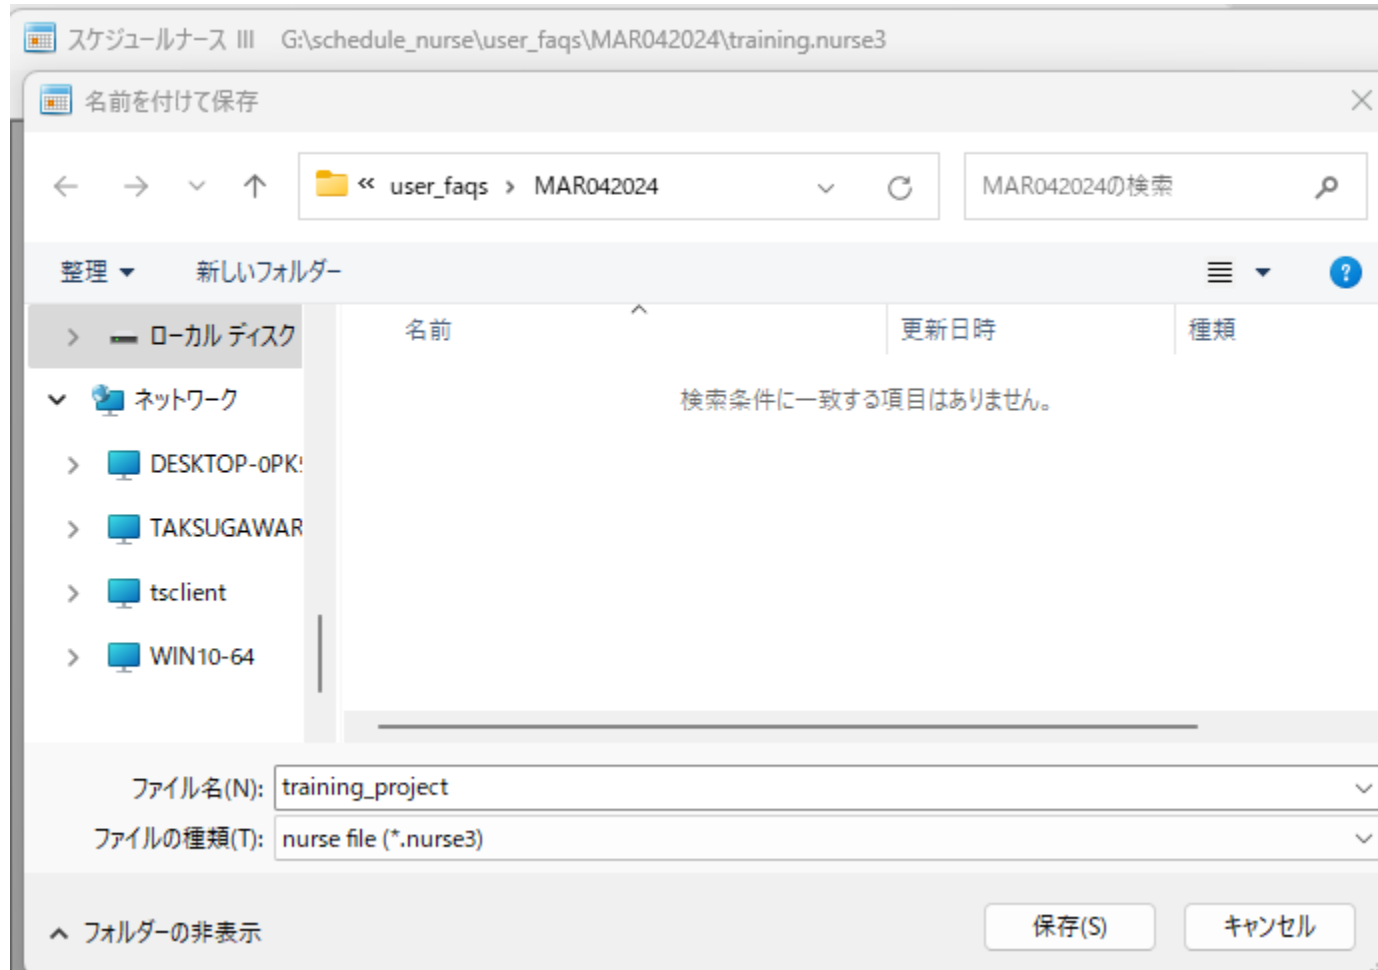 スケジュールナース III G:\schedule_nurse\user_faqs\MAR042024\training.nurse3
名前を付けて保存
« user_faqs › MAR042024
MAR042024の検索
整理 新しいフォルダー
ローカル ディスク
名前 更新日時 種類
ネットワーク
検索条件に一致する項目はありません。
DESKTOP-0PK
TAKSUGAWAR
tsclient
WIN10-64
ファイル名(N): training_project
ファイルの種類(T): nurse file (*.nurse3)
フォルダーの非表示
保存(S) キャンセル